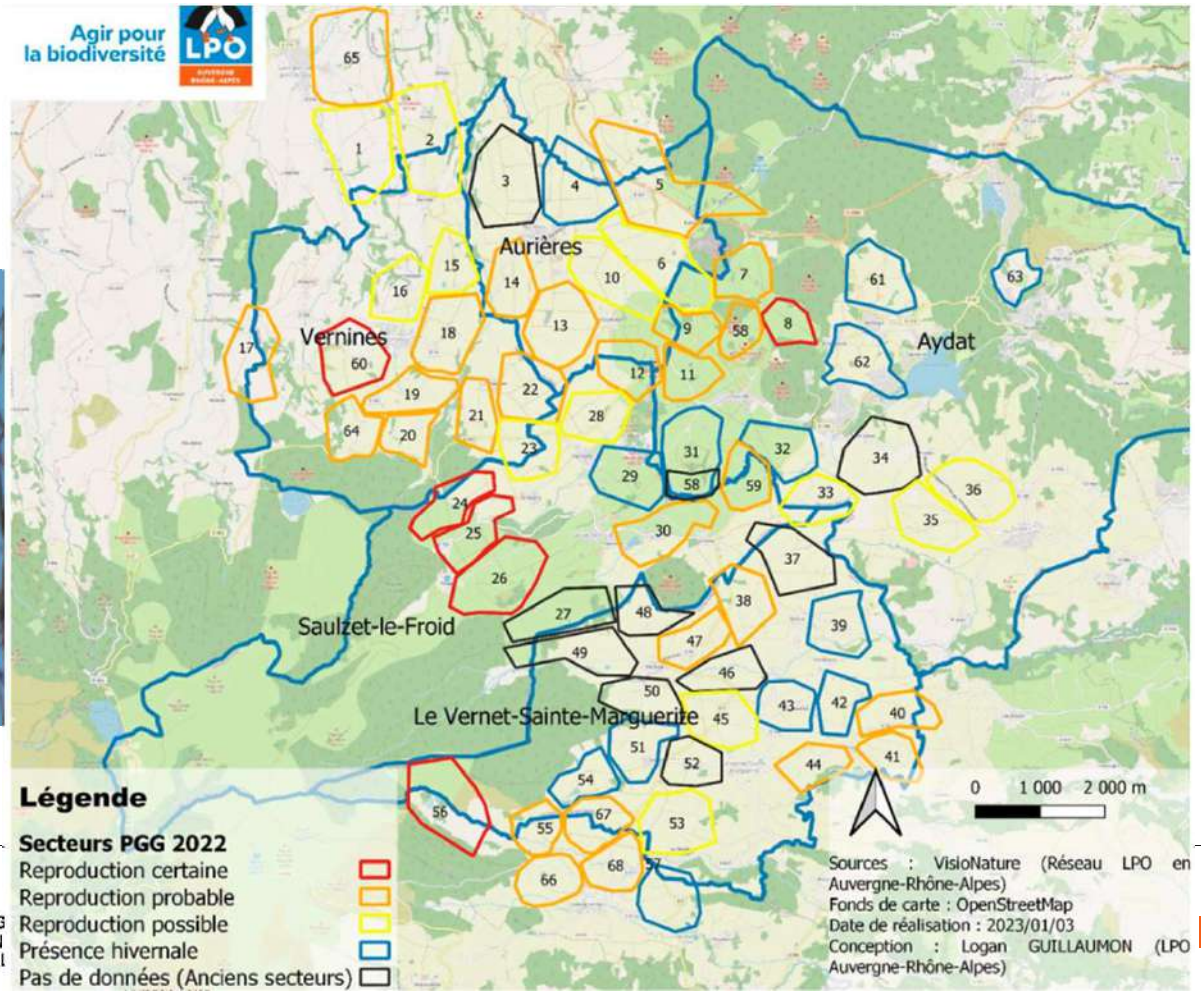 Agir pour
la biodiversité
LPO
AUVERGNE
RHÔNE-ALPES
65
1
2
3
4
5
Aurières
15
14
10
6
7
16
13
18
9
58
8
61
63
Vernines
17
60
Aydat
62
19
22
12
11
64
20
21
28
23
31
32
34
29
58
59
33
36
35
24
25
30
26
37
27
48
38
39
Saulzet-le-Froid
49
47
46
50
Le Vernet-Sainte-Marguerite
45
43
42
40
51
52
44
41
54
56
55
67
53
66
68
57
Légende
Secteurs PGG 2022
Reproduction certaine
Reproduction probable
Reproduction possible
Présence hivernale
Pas de données (Anciens secteurs)
0 1 000 2 000 m
Sources : VisioNature (Réseau LPO en
Auvergne-Rhône-Alpes)
Fonds de carte : OpenStreetMap
Date de réalisation : 2023/01/03
Conception : Logan GUILLAUMON (LPO
Auvergne-Rhône-Alpes)